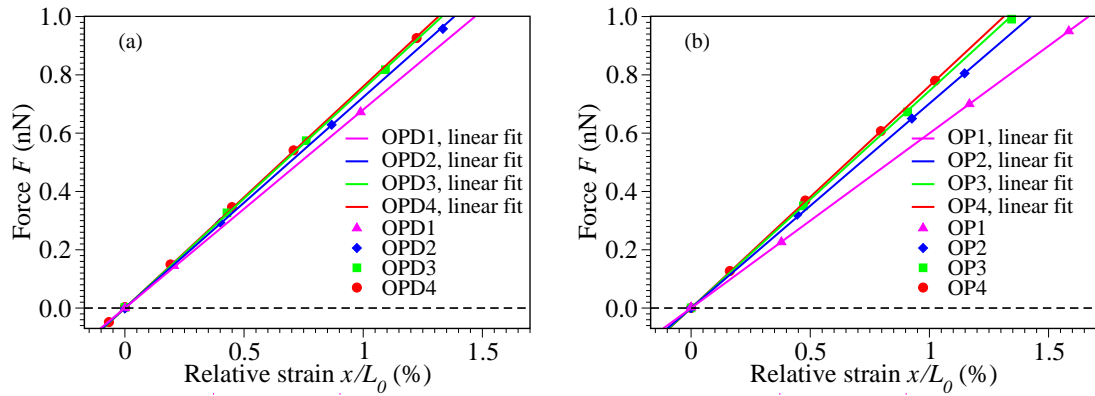 (a)
Force F (nN)
1.0
0.8
0.6
0.4
0.2
0.0
OPD1, linear fit
OPD2, linear fit
OPD3, linear fit
OPD4, linear fit
OPD1
OPD2
OPD3
OPD4
0 0.5 1 1.5
Relative strain x/L0 (%)
(b)
Force F (nN)
1.0
0.8
0.6
0.4
0.2
0.0
OP1, linear fit
OP2, linear fit
OP3, linear fit
OP4, linear fit
OP1
OP2
OP3
OP4
0 0.5 1 1.5
Relative strain x/L0 (%)